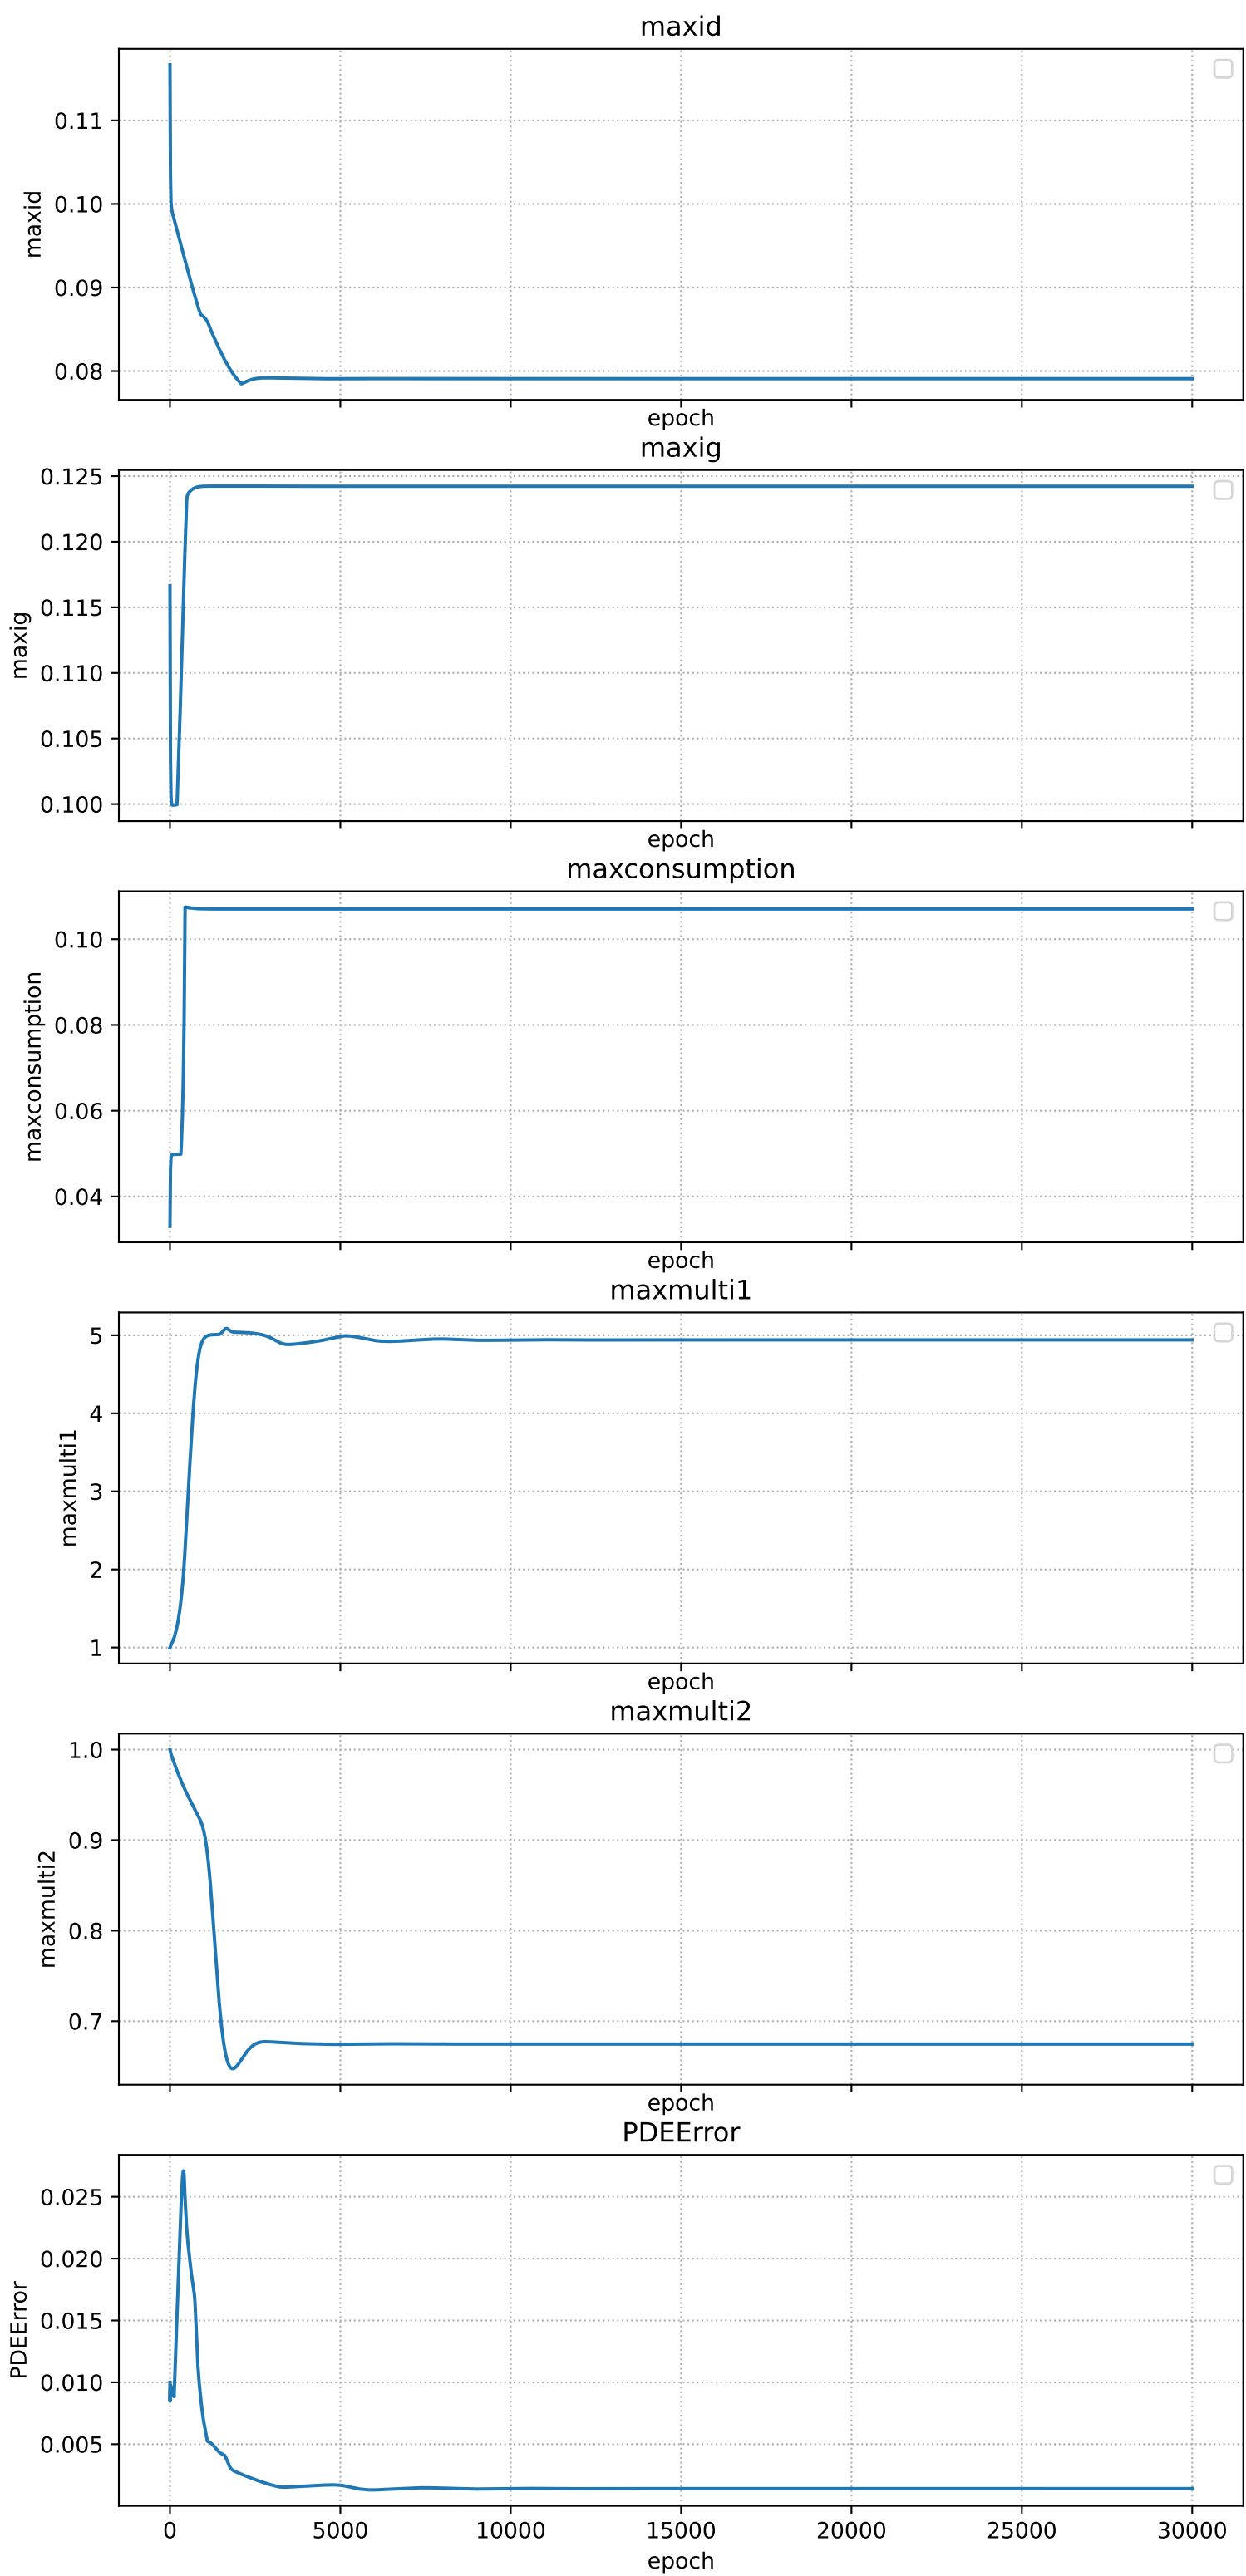 maxid
0.11
0.10
0.09
0.08
maxid
epoch
maxig
0.125
0.120
0.115
0.110
0.105
0.100
maxig
epoch
maxconsumption
0.10
0.08
0.06
0.04
maxconsumption
epoch
maxmulti1
5
4
3
2
1
maxmulti1
epoch
maxmulti2
1.0
0.9
0.8
0.7
maxmulti2
epoch
PDEError
0.025
0.020
0.015
0.010
0.005
PDEError
0 5000 10000 15000 20000 25000 30000
epoch